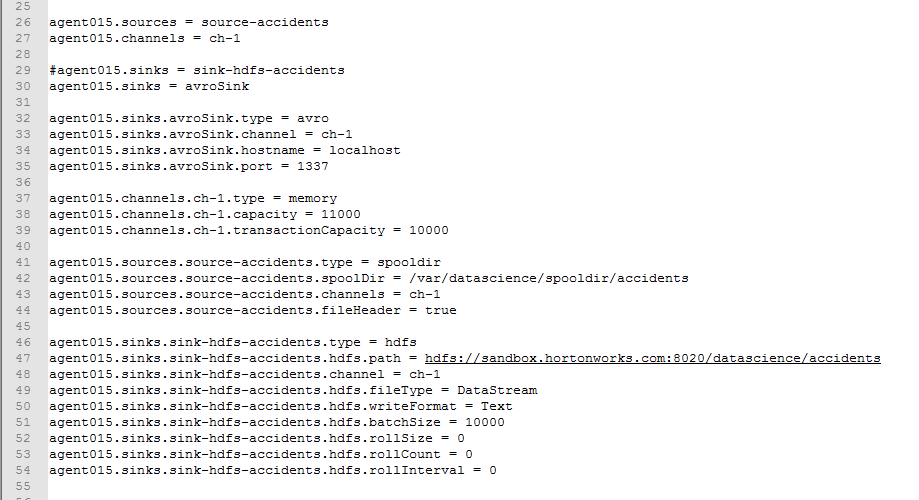 25
26 agent015.sources = source-accidents
27 agent015.channels = ch-1
28
29 #agent015.sinks = sink-hdfs-accidents
30 agent015.sinks = avroSink
31
32 agent015.sinks.avroSink.type = avro
33 agent015.sinks.avroSink.channel = ch-1
34 agent015.sinks.avroSink.hostname = localhost
35 agent015.sinks.avroSink.port = 1337
36
37 agent015.channels.ch-1.type = memory
38 agent015.channels.ch-1.capacity = 11000
39 agent015.channels.ch-1.transactionCapacity = 10000
40
41 agent015.sources.source-accidents.type = spooldir
42 agent015.sources.source-accidents.spoolDir = /var/datascience/spooldir/accidents
43 agent015.sources.source-accidents.channels = ch-1
44 agent015.sources.source-accidents.fileHeader = true
45
46 agent015.sinks.sink-hdfs-accidents.type = hdfs
47 agent015.sinks.sink-hdfs-accidents.hdfs.path = hdfs://sandbox.hortonworks.com:8020/datascience/accidents
48 agent015.sinks.sink-hdfs-accidents.channel = ch-1
49 agent015.sinks.sink-hdfs-accidents.hdfs.fileType = DataStream
50 agent015.sinks.sink-hdfs-accidents.hdfs.writeFormat = Text
51 agent015.sinks.sink-hdfs-accidents.hdfs.batchSize = 10000
52 agent015.sinks.sink-hdfs-accidents.hdfs.rollSize = 0
53 agent015.sinks.sink-hdfs-accidents.hdfs.rollCount = 0
54 agent015.sinks.sink-hdfs-accidents.hdfs.rollInterval = 0
55